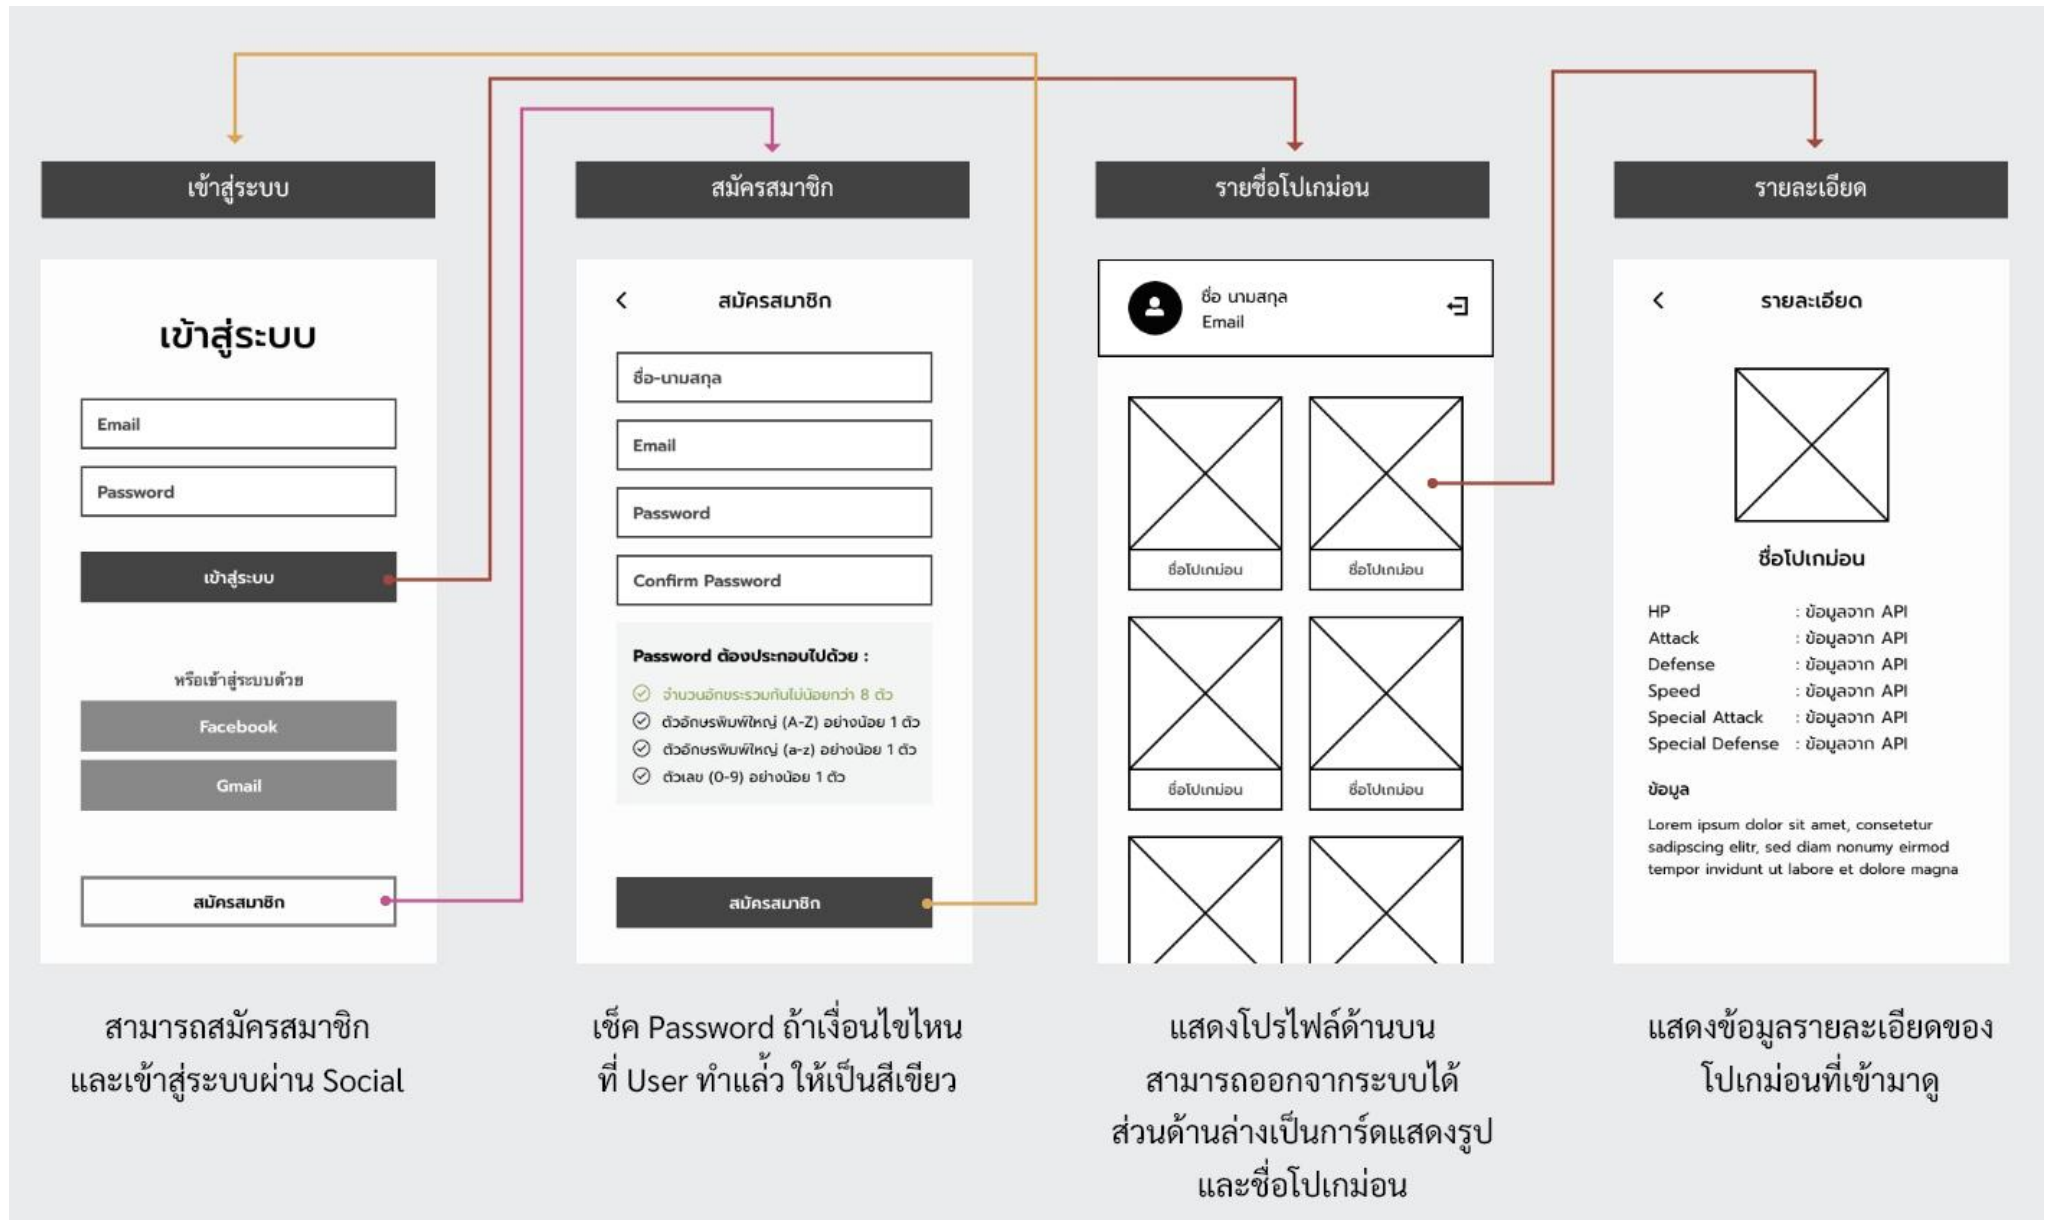 เข้าสู่ระบบ
เข้าสู่ระบบ
Email
Password
เข้าสู่ระบบ
หรือเข้าสู่ระบบด้วย
Facebook
Gmail
สมัครสมาชิก
สามารถสมัครสมาชิก
และเข้าสู่ระบบผ่าน Social
สมัครสมาชิก
สมัครสมาชิก
ชื่อ-นามสกุล
Email
Password
Confirm Password
Password ต้องประกอบไปด้วย :
จำนวนอักขระรวมกันไม่น้อยกว่า 8 ตัว
ตัวอักษรพิมพ์ใหญ่ (A-Z) อย่างน้อย 1 ตัว
ตัวอักษรพิมพ์ใหญ่ (a-z) อย่างน้อย 1 ตัว
ตัวเลข (0-9) อย่างน้อย 1 ตัว
สมัครสมาชิก
เช็ค Password ถ้าเงื่อนไขไหน
ที่ User ทำแล้ว ให้เป็นสีเขียว
รายชื่อโปเกม่อน
ชื่อ นามสกุล
Email
ชื่อโปเกม่อน
ชื่อโปเกม่อน
ชื่อโปเกม่อน
ชื่อโปเกม่อน
แสดงโปรไฟล์ด้านบน
สามารถออกจากระบบได้
ส่วนด้านล่างเป็นการ์ดแสดงรูป
และชื่อโปเกม่อน
รายละเอียด
รายละเอียด
ชื่อโปเกม่อน
HP : ข้อมูลจาก API
Attack : ข้อมูลจาก API
Defense : ข้อมูลจาก API
Speed : ข้อมูลจาก API
Special Attack : ข้อมูลจาก API
Special Defense : ข้อมูลจาก API
ข้อมูล
Lorem ipsum dolor sit amet, consetetur
sadipscing elitr, sed diam nonumy eirmod
tempor invidunt ut labore et dolore magna
แสดงข้อมูลรายละเอียดของ
โปเกม่อนที่เข้ามาดู